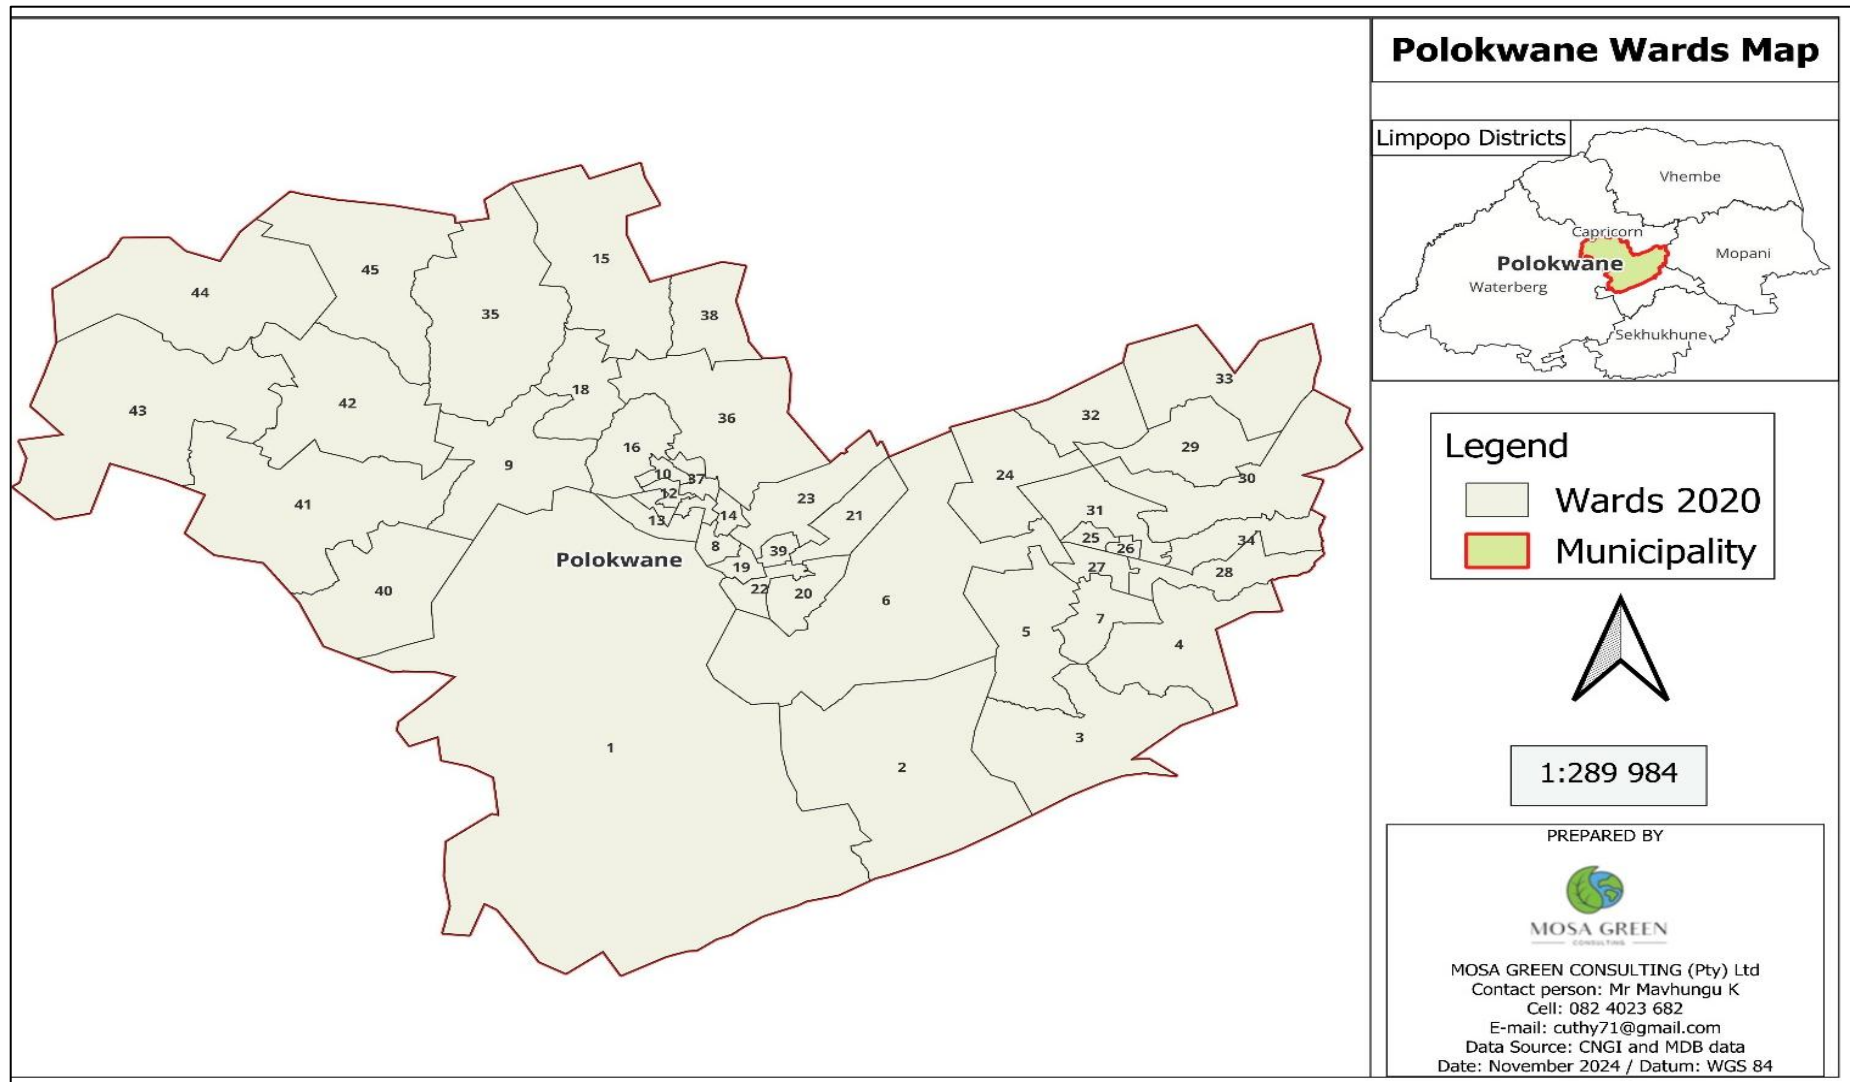 Polokwane Wards Map
Limpopo Districts
Vhembe
Capricorn
Mopani
Polokwane
Waterberg
Sekhukhune
15
45
44
35
38
33
18
42
43
32
36
29
16
9
10
37
24
30
41
12
23
13
14
21
31
34
25
8
39
26
Polokwane
19
27
28
40
22
20
6
7
5
4
3
1
2
Legend
Wards 2020
Municipality
1:289 984
PREPARED BY
MOSA GREEN
CONSULTING
MOSA GREEN CONSULTING (Pty) Ltd
Contact person: Mr Mavhungu K
Cell: 082 4023 682
E-mail: cuthy71@gmail.com
Data Source: CNGI and MDB data
Date: November 2024 / Datum: WGS 84